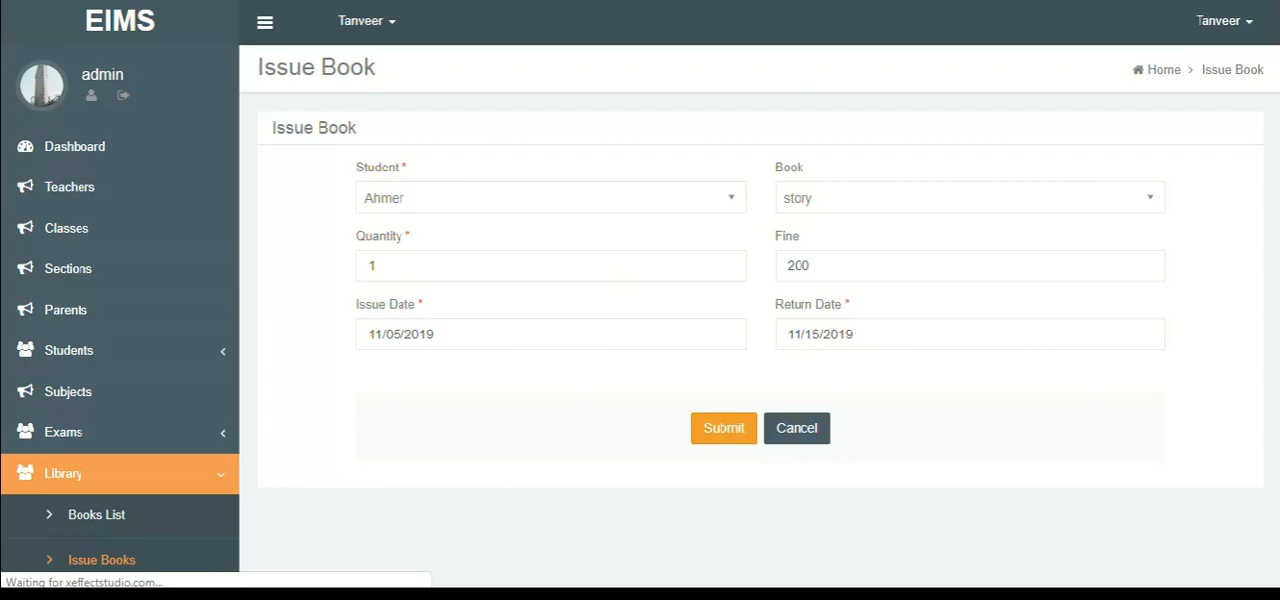 EIMS
Tanveer
Tanveer
admin
Issue Book
Home > Issue Book
Dashboard
Teachers
Classes
Sections
Parents
Students
Subjects
Exams
Library
Books List
Issue Books
Issue Book
Student *
Book
Ahmer
story
Quantity *
Fine
1
200
Issue Date *
Return Date *
11/05/2019
11/15/2019
Submit
Cancel
Waiting for xeffectstudio.com...